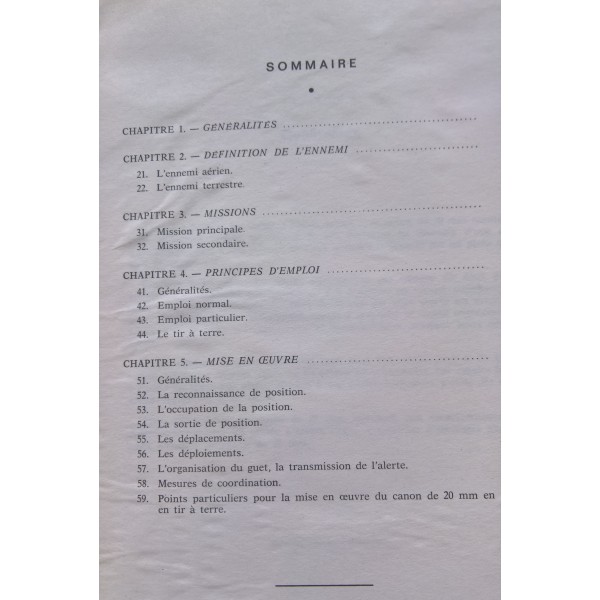 SOMMAIRE
CHAPITRE 1. — GENERALITES ........................................
CHAPITRE 2. — DEFINITION DE L'ENNEMI ........................
21. L'ennemi aérien.
22. L'ennemi terrestre.
CHAPITRE 3. — MISSIONS ............................................
31. Mission principale.
32. Mission secondaire.
CHAPITRE 4. — PRINCIPES D'EMPLOI ................................
41. Généralités.
42. Emploi normal.
43. Emploi particulier.
44. Le tir à terre.
CHAPITRE 5. — MISE EN ŒUVRE ....................................
51. Généralités.
52. La reconnaissance de position.
53. L'occupation de la position.
54. La sortie de position.
55. Les déplacements.
56. Les déploiements.
57. L'organisation du guet, la transmission de l'alerte.
58. Mesures de coordination.
59. Points particuliers pour la mise en œuvre du canon de 20 mm en
en tir à terre.